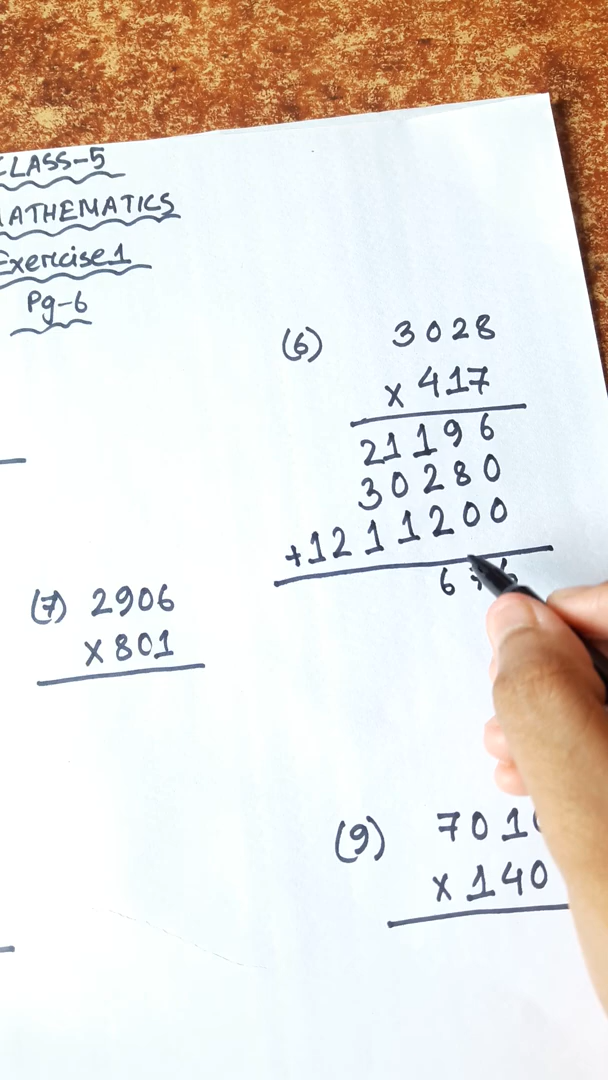 CLASS-5
MATHEMATICS
Exercise 1
Pg-6
(6) 3028
x 417
21196
30280
+1211200
676
(7) 2906
x 801
(9) 701
x 140